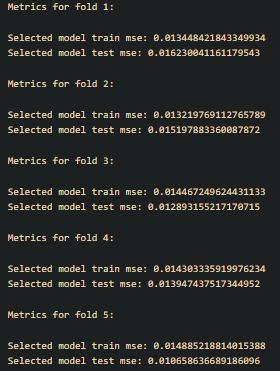 Metrics for fold 1:
Selected model train mse: 0.013448421843349934
Selected model test mse: 0.016230041161179543
Metrics for fold 2:
Selected model train mse: 0.013219769112765789
Selected model test mse: 0.015197883360087872
Metrics for fold 3:
Selected model train mse: 0.014467249624431133
Selected model test mse: 0.012893155217170715
Metrics for fold 4:
Selected model train mse: 0.014303335919976234
Selected model test mse: 0.013947437517344952
Metrics for fold 5:
Selected model train mse: 0.014885218814015388
Selected model test mse: 0.010658636689186096